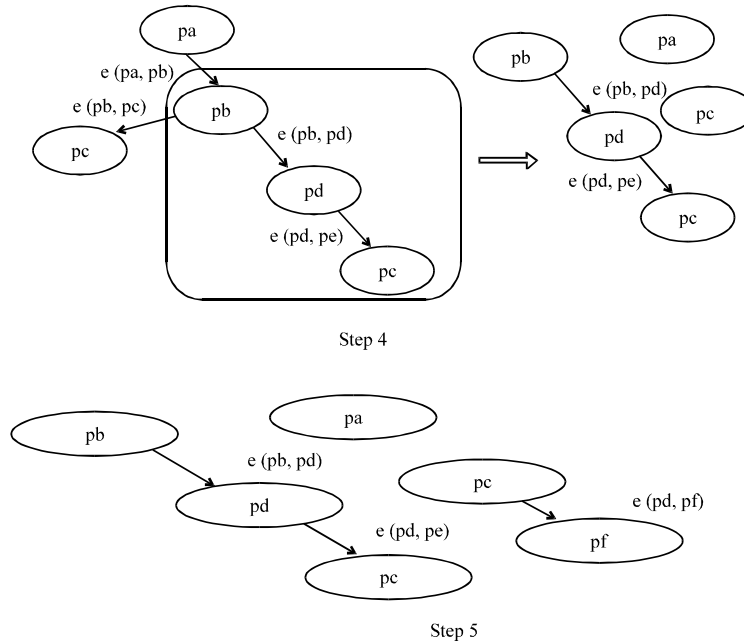 pa
e (pa, pb)
e (pb, pc)
pb
pc
e (pb, pd)
pd
e (pd, pe)
pc
pb
pa
e (pb, pd)
pc
pd
e (pd, pe)
pc
Step 4
pa
pb
e (pb, pd)
pc
pd
e (pd, pf)
e (pd, pe)
pf
pc
Step 5